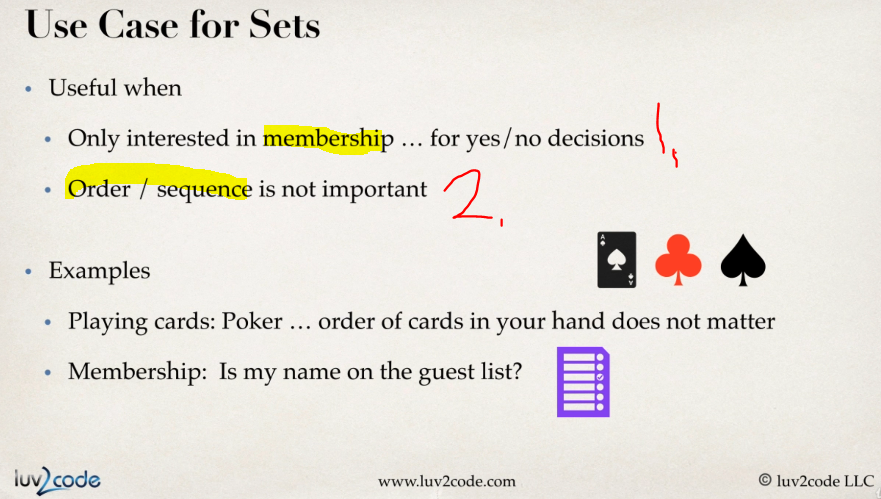 Use Case for Sets
• Useful when
• Only interested in membership … for yes/no decisions 1.
• Order / sequence is not important 2.
• Examples
• Playing cards: Poker … order of cards in your hand does not matter
• Membership: Is my name on the guest list?
luv2code www.luv2code.com © luv2code LLC